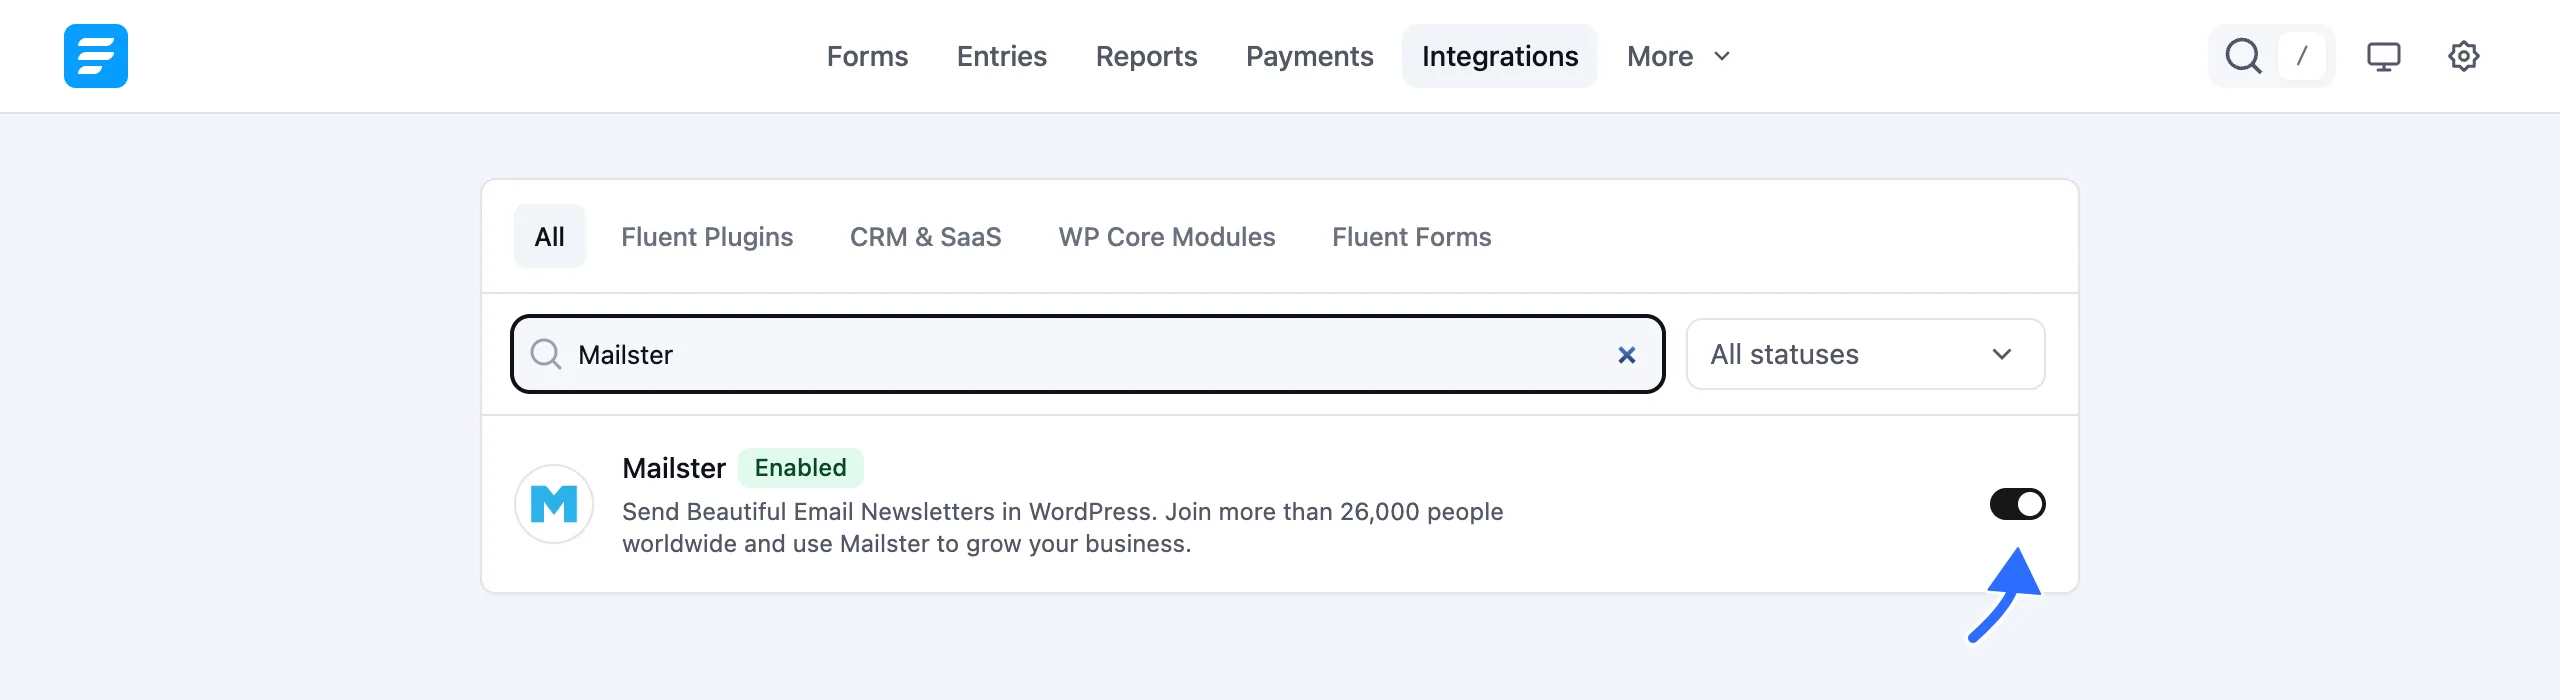 Forms Entries Reports Payments Integrations More /
All Fluent Plugins CRM & SaaS WP Core Modules Fluent Forms
Mailster All statuses
Mailster Enabled
Send Beautiful Email Newsletters in WordPress. Join more than 26,000 people
worldwide and use Mailster to grow your business.